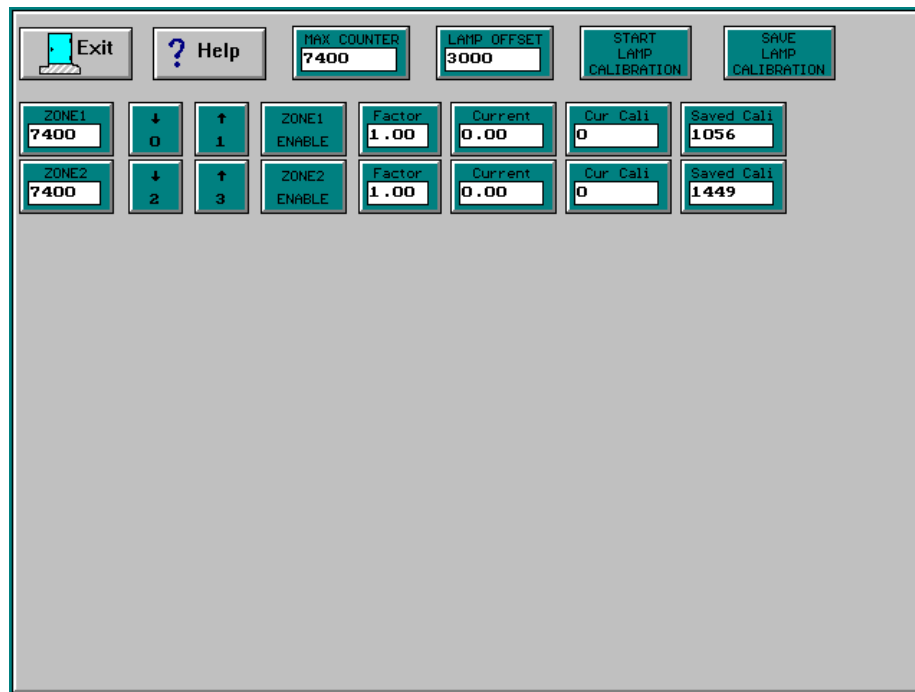 Exit
? Help
MAX COUNTER
7400
LAMP OFFSET
3000
START
LAMP
CALIBRATION
SAVE
LAMP
CALIBRATION
ZONE1
7400
↓
0
↑
1
ZONE1
ENABLE
Factor
1.00
Current
0.00
Cur Cali
0
Saved Cali
1056
ZONE2
7400
↓
2
↑
3
ZONE2
ENABLE
Factor
1.00
Current
0.00
Cur Cali
0
Saved Cali
1449